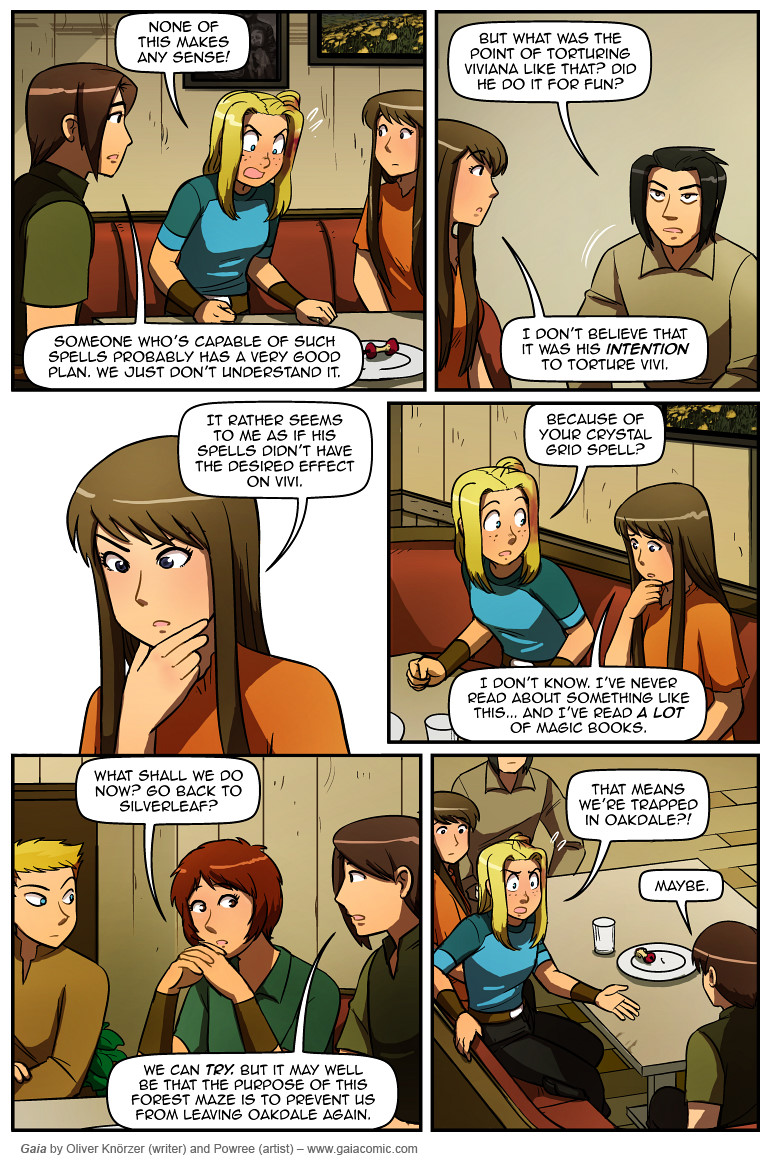 NONE OF
THIS MAKES
ANY SENSE!
SOMEONE WHO'S CAPABLE OF SUCH
SPELLS PROBABLY HAS A VERY GOOD
PLAN. WE JUST DON'T UNDERSTAND IT.
BUT WHAT WAS THE
POINT OF TORTURING
VIVIANA LIKE THAT? DID
HE DO IT FOR FUN?
I DON'T BELIEVE THAT
IT WAS HIS INTENTION
TO TORTURE VIVI.
IT RATHER SEEMS
TO ME AS IF HIS
SPELLS DIDN'T HAVE
THE DESIRED EFFECT
ON VIVI.
BECAUSE OF
YOUR CRYSTAL
GRID SPELL?
I DON'T KNOW. I'VE NEVER
READ ABOUT SOMETHING LIKE
THIS... AND I'VE READ A LOT
OF MAGIC BOOKS.
WHAT SHALL WE DO
NOW? GO BACK TO
SILVERLEAF?
WE CAN TRY. BUT IT MAY WELL
BE THAT THE PURPOSE OF THIS
FOREST MAZE IS TO PREVENT US
FROM LEAVING OAKDALE AGAIN.
THAT MEANS
WE'RE TRAPPED
IN OAKDALE?!
MAYBE.
Gaia by Oliver Knörzer (writer) and Powree (artist) – www.gaiacomic.com